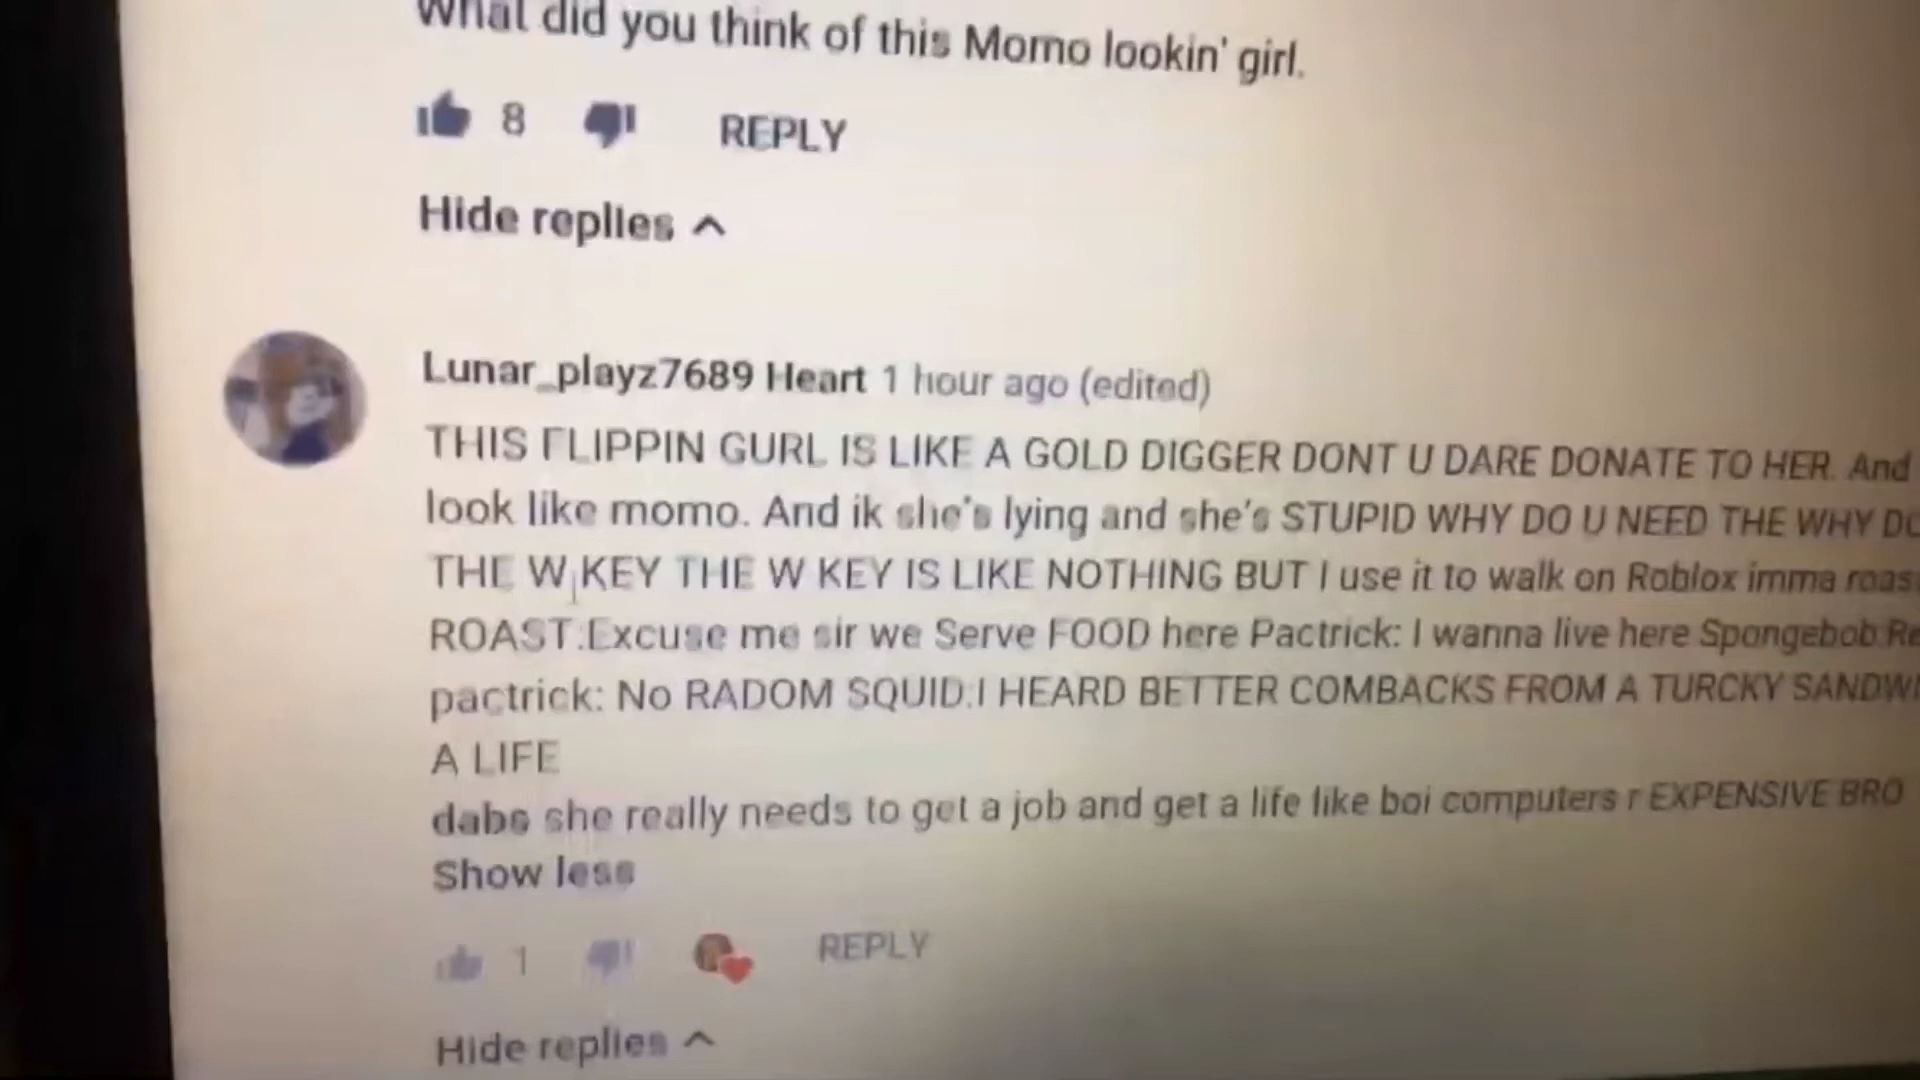 What did you think of this Momo lookin' girl.
8 REPLY
Hide replies
Lunar_playz7689 Heart 1 hour ago (edited)
THIS FLIPPIN GURL IS LIKE A GOLD DIGGER DONT U DARE DONATE TO HER. And
look like momo. And ik she's lying and she's STUPID WHY DO U NEED THE WHY DO
THE W KEY THE W KEY IS LIKE NOTHING BUT I use it to walk on Roblox imma
ROAST:Excuse me sir we Serve FOOD here Pactrick: I wanna live here Spongebob:
pactrick: No RADOM SQUID:I HEARD BETTER COMBACKS FROM A TURCKY
A LIFE
dabs she really needs to get a job and get a life like boi computers r EXPENSIVE BRO
Show less
1 REPLY
Hide replies